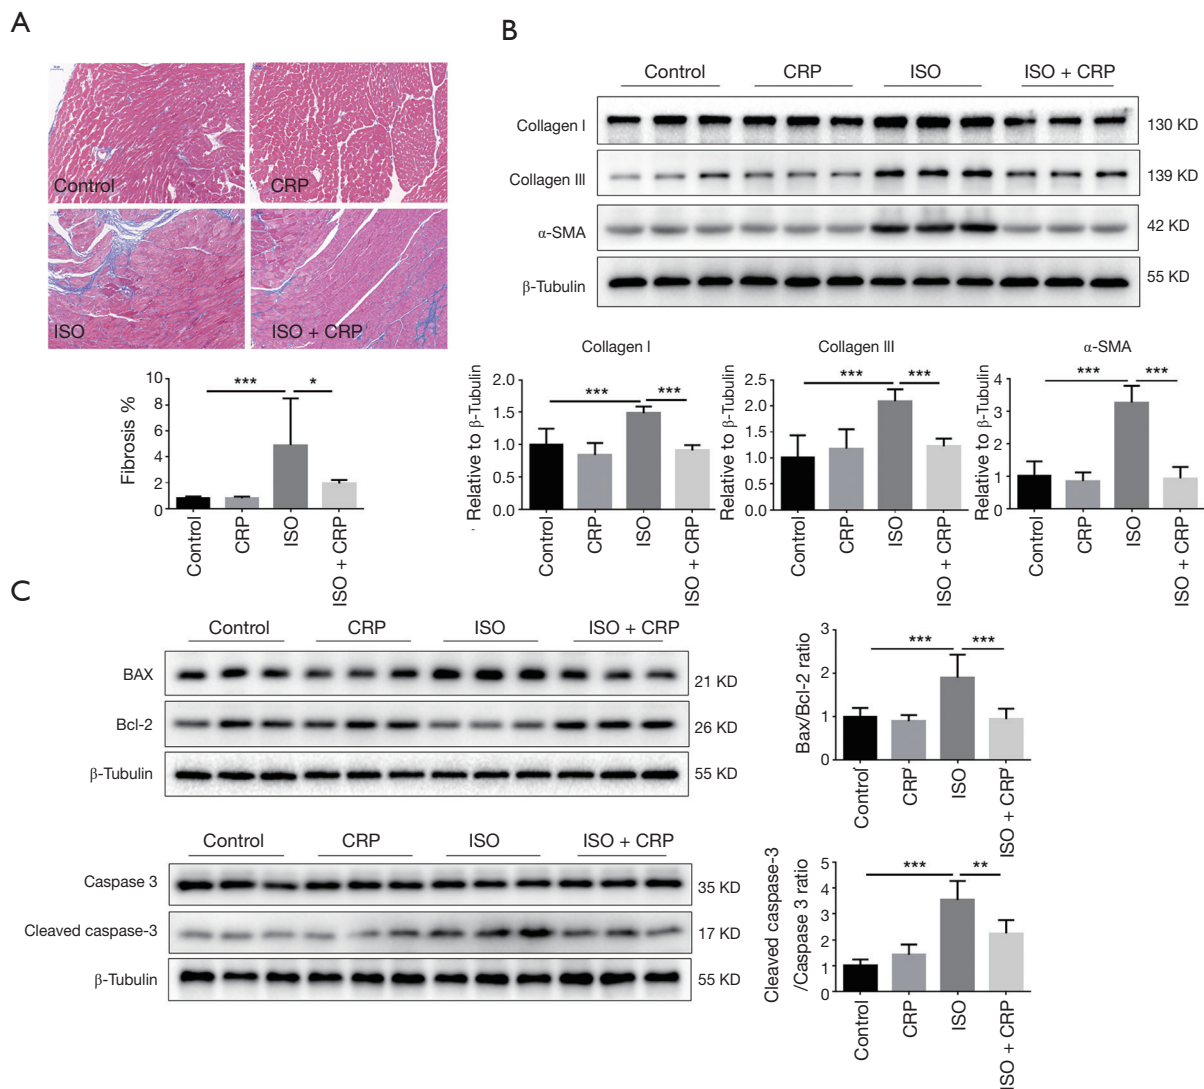 A
Control
CRP
ISO
ISO + CRP
*** *
Fibrosis %
10
8
6
4
2
0
Control
CRP
ISO
ISO + CRP
B
Control CRP ISO ISO + CRP
Collagen I 130 KD
Collagen III 139 KD
α-SMA 42 KD
β-Tubulin 55 KD
Collagen I
*** ***
Relative to β-Tubulin
2.0
1.5
1.0
0.5
0.0
Control
CRP
ISO
ISO + CRP
Collagen III
*** ***
Relative to β-Tubulin
2.5
2.0
1.5
1.0
0.5
0.0
Control
CRP
ISO
ISO + CRP
α-SMA
*** ***
Relative to β-Tubulin
4
2
0
Control
CRP
ISO
ISO + CRP
C
Control CRP ISO ISO + CRP
BAX 21 KD
Bcl-2 26 KD
β-Tubulin 55 KD
*** ***
Bax/Bcl-2 ratio
3
2
1
0
Control
CRP
ISO
ISO + CRP
Control CRP ISO ISO + CRP
Caspase 3 35 KD
Cleaved caspase-3 17 KD
β-Tubulin 55 KD
*** **
Cleaved caspase-3
/Caspase 3 ratio
5
4
3
2
1
0
Control
CRP
ISO
ISO + CRP